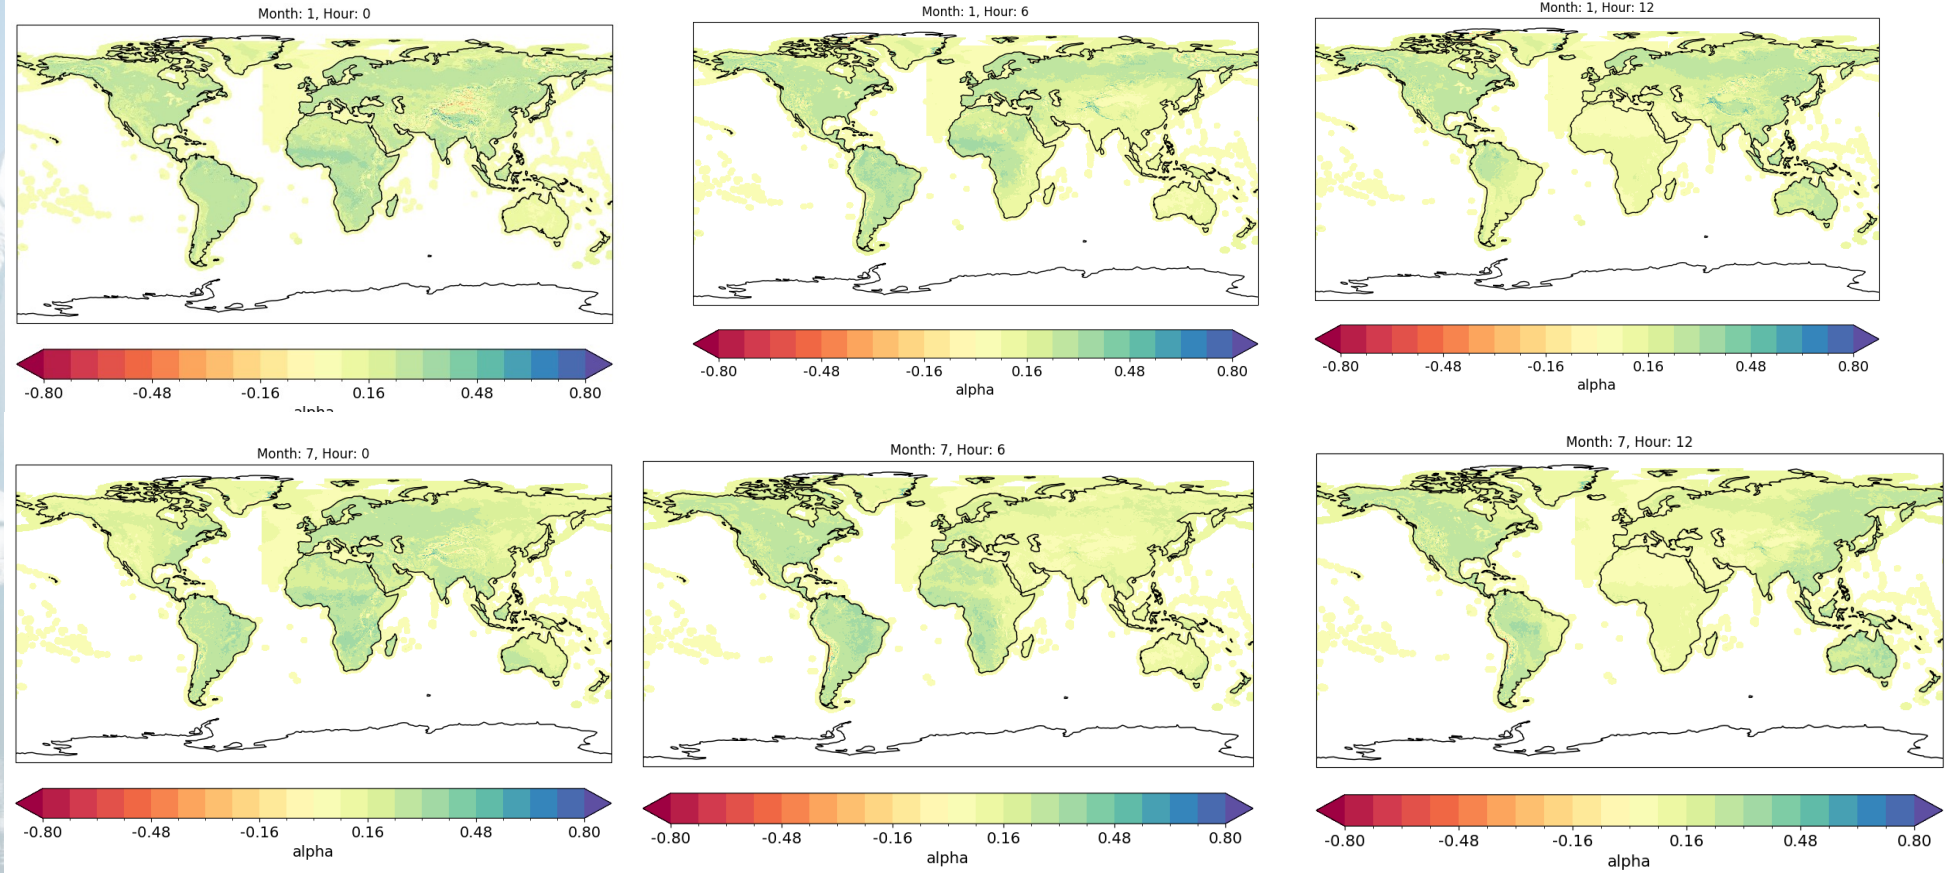 Month: 1, Hour: 0
-0.80 -0.48 -0.16 0.16 0.48 0.80
alpha
Month: 1, Hour: 6
-0.80 -0.48 -0.16 0.16 0.48 0.80
alpha
Month: 1, Hour: 12
-0.80 -0.48 -0.16 0.16 0.48 0.80
alpha
Month: 7, Hour: 0
-0.80 -0.48 -0.16 0.16 0.48 0.80
alpha
Month: 7, Hour: 6
-0.80 -0.48 -0.16 0.16 0.48 0.80
alpha
Month: 7, Hour: 12
-0.80 -0.48 -0.16 0.16 0.48 0.80
alpha